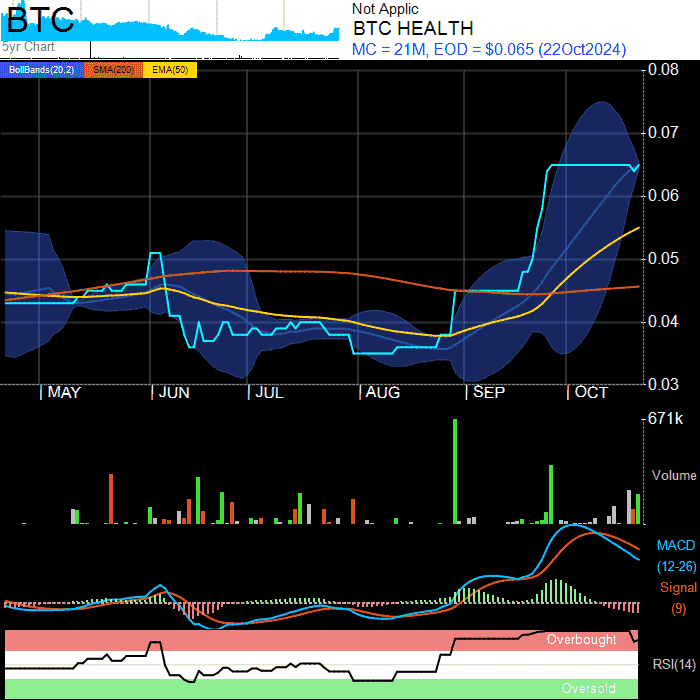 BTC
Not Applic
BTC HEALTH
5yr Chart
MC = 21M, EOD = $0.065 (22Oct2024)
BollBands(20,2) SMA(200) EMA(50)
0.08
0.07
0.06
0.05
0.04
0.03
MAY JUN JUL AUG SEP OCT
671k
Volume
MACD
(12-26)
Signal
(9)
Overbought
RSI(14)
Oversold